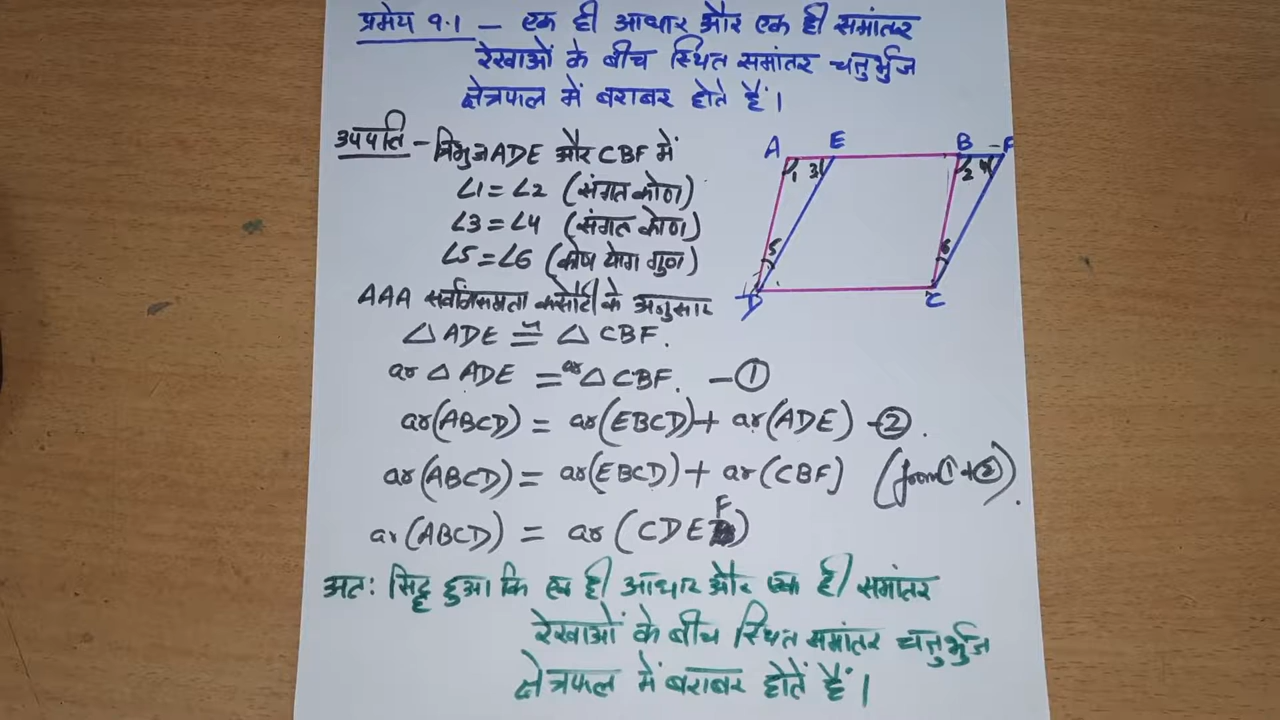 प्रमेय 9.1 – एक ही आधार और एक ही समांतर
रेखाओं के बीच स्थित समांतर चतुर्भुज
क्षेत्रफल में बराबर होते हैं।
उपपति – त्रिभुज ADE और CBF में
∠1 = ∠2 (संगत कोण)
∠3 = ∠4 (संगत कोण)
∠5 = ∠6 (कोण योग गुण)
AAA सर्वांगसमता कसौटी के अनुसार
△ ADE ≅ △ CBF.
ar △ ADE = ar △ CBF. – ①
ar(ABCD) = ar(EBCD) + ar(ADE) – ②.
ar(ABCD) = ar(EBCD) + ar(CBF) (from ① + ②).
ar(ABCD) = ar(CDEF)
अतः सिद्ध हुआ कि एक ही आधार और एक ही समांतर
रेखाओं के बीच स्थित समांतर चतुर्भुज
क्षेत्रफल में बराबर होतें हैं।
A E B F
1 3 2 4
5 6
D C